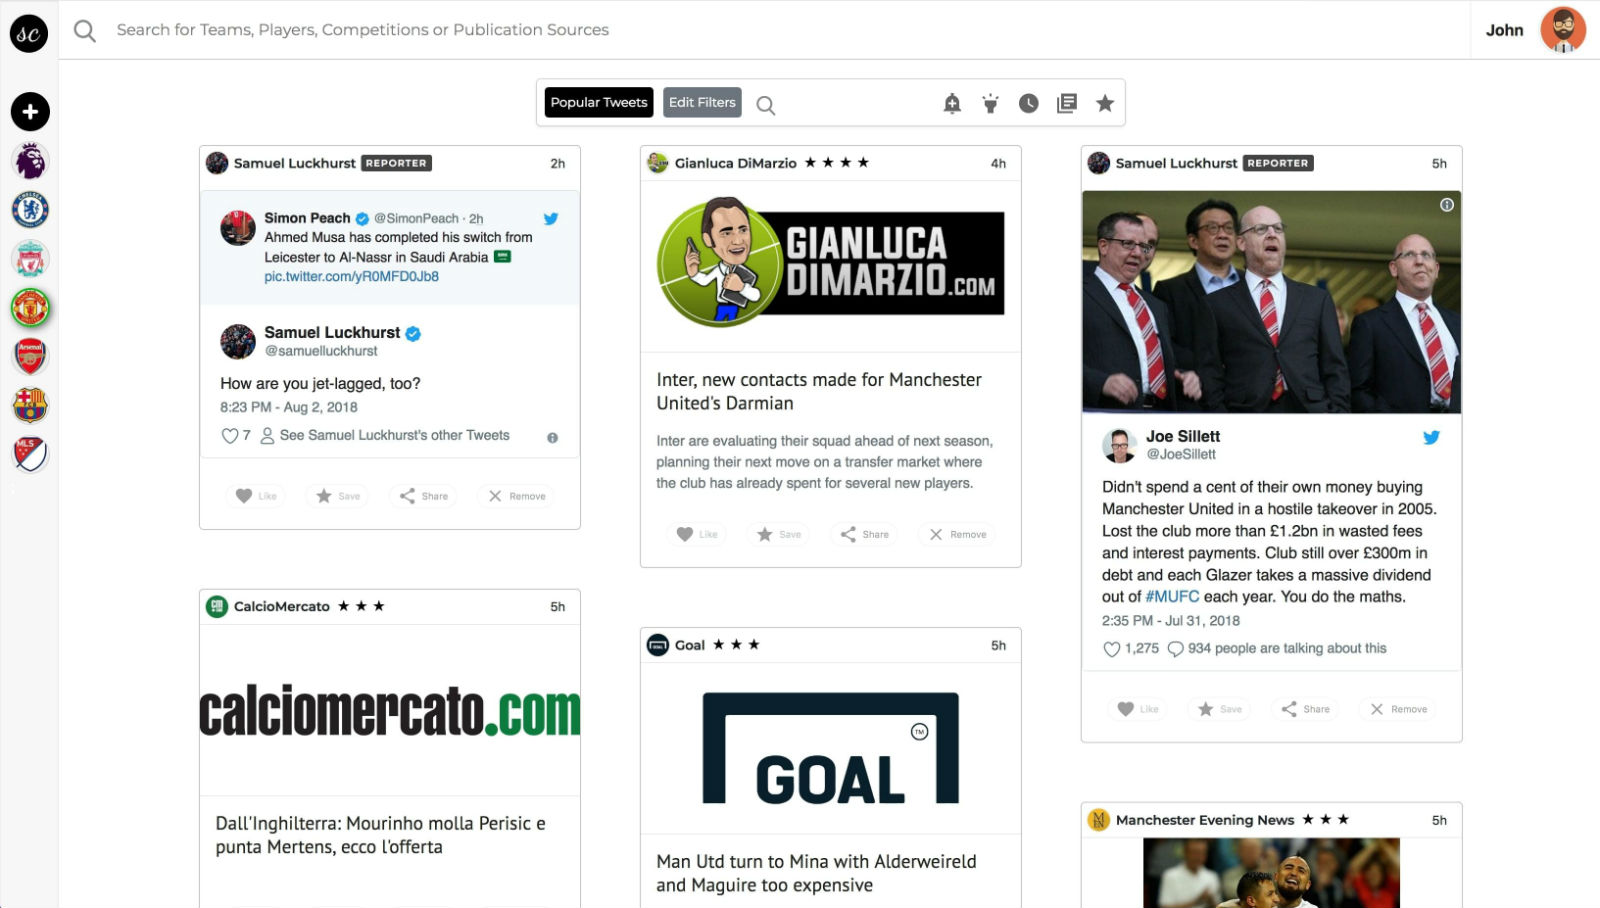 sc
Search for Teams, Players, Competitions or Publication Sources
John
Popular Tweets
Edit Filters
Samuel Luckhurst REPORTER 2h
Simon Peach @SimonPeach · 2h
Ahmed Musa has completed his switch from
Leicester to Al-Nassr in Saudi Arabia
pic.twitter.com/yR0MFD0Jb8
Samuel Luckhurst
@samuelluckhurst
How are you jet-lagged, too?
8:23 PM - Aug 2, 2018
7 See Samuel Luckhurst's other Tweets
Like Save Share Remove
CalcioMercato ★ ★ ★ 5h
calciomercato.com
Dall'Inghilterra: Mourinho molla Perisic e
punta Mertens, ecco l'offerta
Gianluca DiMarzio ★ ★ ★ ★ 4h
GIANLUCA
DIMARZIO.COM
Inter, new contacts made for Manchester
United's Darmian
Inter are evaluating their squad ahead of next season,
planning their next move on a transfer market where
the club has already spent for several new players.
Like Save Share Remove
Goal ★ ★ ★ 5h
TM
GOAL
Man Utd turn to Mina with Alderweireld
and Maguire too expensive
Samuel Luckhurst REPORTER 5h
Joe Sillett
@JoeSillett
Didn't spend a cent of their own money buying
Manchester United in a hostile takeover in 2005.
Lost the club more than £1.2bn in wasted fees
and interest payments. Club still over £300m in
debt and each Glazer takes a massive dividend
out of #MUFC each year. You do the maths.
2:35 PM - Jul 31, 2018
1,275 934 people are talking about this
Like Save Share Remove
Manchester Evening News ★ ★ ★ 5h
MEN
Arsenal
MLS